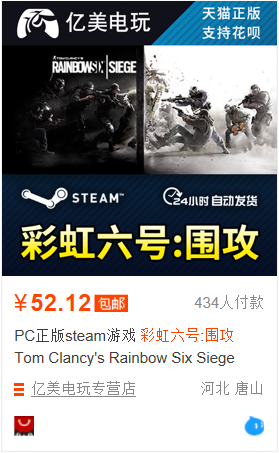 亿美电玩
天猫正版
支持花呗
TOM CLANCY'S
RAINBOW SIX | SIEGE
STEAM™
24小时 自动发货
彩虹六号:围攻
¥52.12 包邮
434人付款
PC正版steam游戏 彩虹六号:围攻
Tom Clancy's Rainbow Six Siege
亿美电玩专营店
河北 唐山